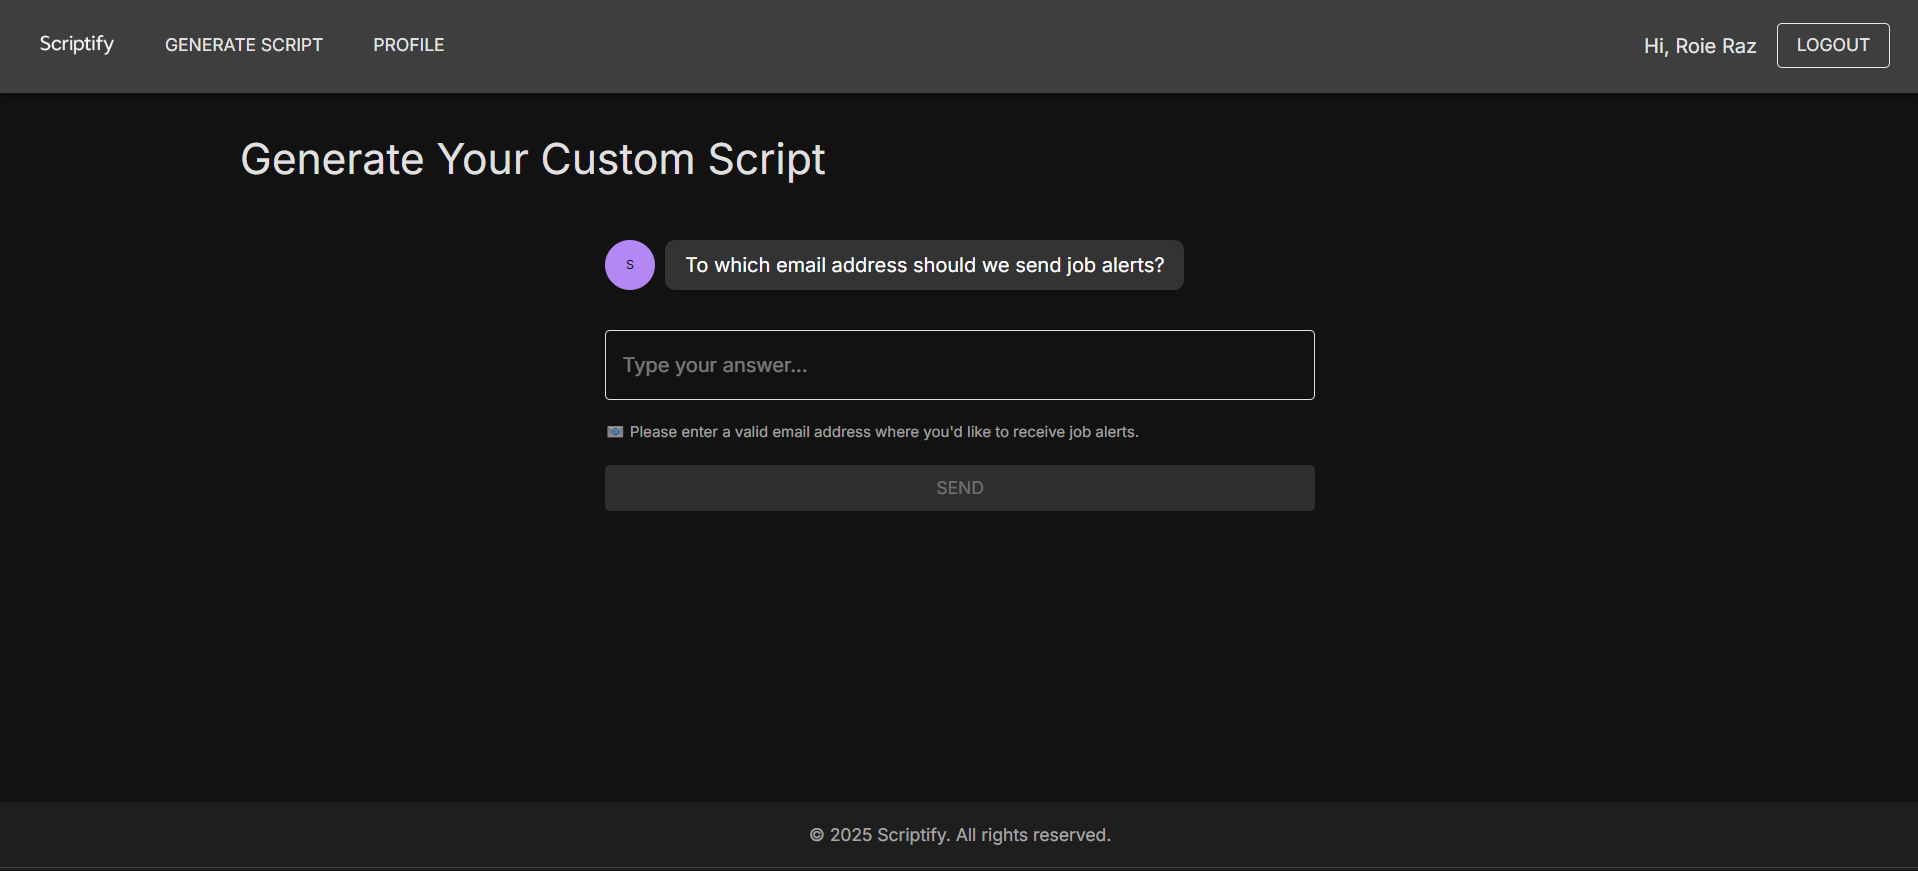 Scriptify GENERATE SCRIPT PROFILE Hi, Roie Raz LOGOUT
Generate Your Custom Script
S To which email address should we send job alerts?
Type your answer...
📧 Please enter a valid email address where you'd like to receive job alerts.
SEND
© 2025 Scriptify. All rights reserved.